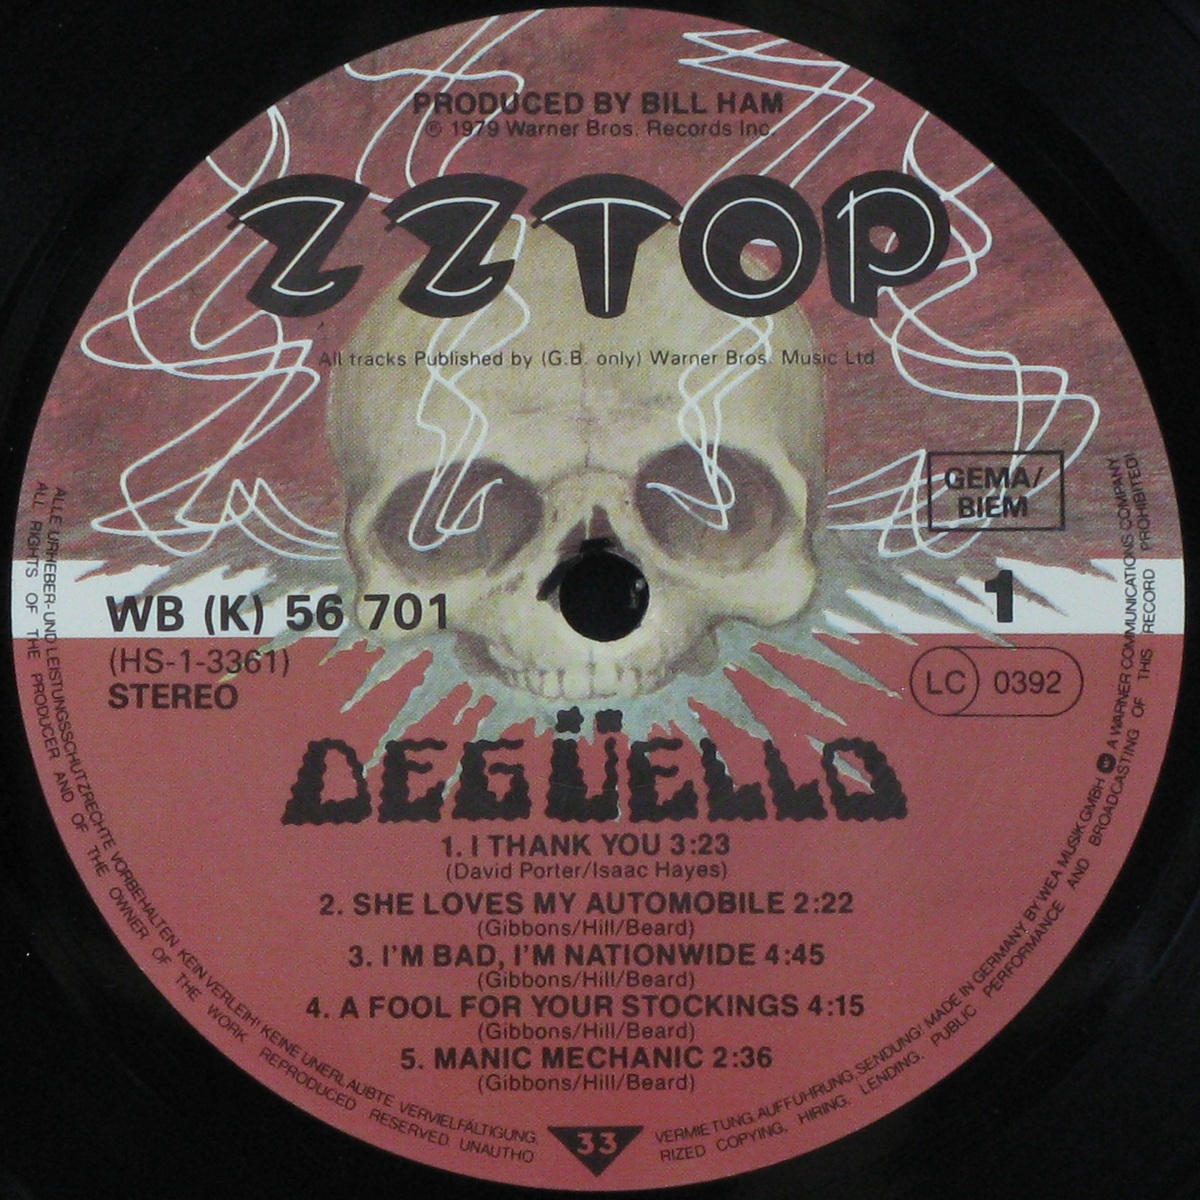 PRODUCED BY BILL HAM
℗ 1979 Warner Bros. Records Inc.
ZZ TOP
All tracks Published by (G.B. only) Warner Bros. Music Ltd
GEMA/
BIEM
WB (K) 56 701
1
(HS-1-3361)
STEREO
LC 0392
DEGÜELLO
1. I THANK YOU 3:23
(David Porter/Isaac Hayes)
2. SHE LOVES MY AUTOMOBILE 2:22
(Gibbons/Hill/Beard)
3. I'M BAD, I'M NATIONWIDE 4:45
(Gibbons/Hill/Beard)
4. A FOOL FOR YOUR STOCKINGS 4:15
(Gibbons/Hill/Beard)
5. MANIC MECHANIC 2:36
(Gibbons/Hill/Beard)
33
ALLE URHEBER- UND LEISTUNGSSCHUTZRECHTE VORBEHALTEN. KEIN VERLEIH! KEINE UNERLAUBTE VERVIELFÄLTIGUNG, VERMIETUNG, AUFFÜHRUNG, SENDUNG! MADE IN GERMANY BY WEA MUSIK GMBH A WARNER COMMUNICATIONS COMPANY
ALL RIGHTS OF THE PRODUCER AND OF THE OWNER OF THE WORK REPRODUCED RESERVED. UNAUTHORIZED COPYING, HIRING, LENDING, PUBLIC PERFORMANCE AND BROADCASTING OF THIS RECORD PROHIBITED!